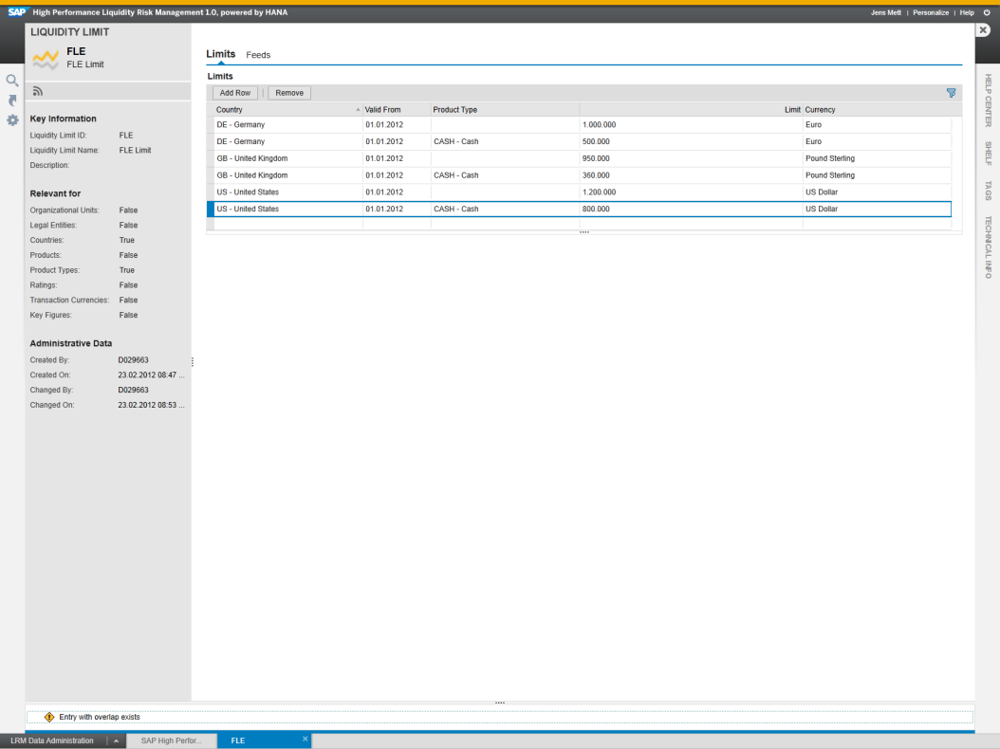 SAP High Performance Liquidity Risk Management 1.0, powered by HANA
Jens Mett | Personalize | Help
LIQUIDITY LIMIT
FLE
FLE Limit
Key Information
Liquidity Limit ID: FLE
Liquidity Limit Name: FLE Limit
Description:
Relevant for
Organizational Units: False
Legal Entities: False
Countries: True
Products: False
Product Types: True
Ratings: False
Transaction Currencies: False
Key Figures: False
Administrative Data
Created By: D029663
Created On: 23.02.2012 08:47 ...
Changed By: D029663
Changed On: 23.02.2012 08:53 ...
Limits Feeds
Limits
Add Row | Remove
Country Valid From Product Type Limit Currency
DE - Germany 01.01.2012 1.000.000 Euro
DE - Germany 01.01.2012 CASH - Cash 500.000 Euro
GB - United Kingdom 01.01.2012 950.000 Pound Sterling
GB - United Kingdom 01.01.2012 CASH - Cash 360.000 Pound Sterling
US - United States 01.01.2012 1.200.000 US Dollar
US - United States 01.01.2012 CASH - Cash 800.000 US Dollar
HELP CENTER
SHELF
TAGS
TECHNICAL INFO
Entry with overlap exists
LRM Data Administration SAP High Perfor... FLE